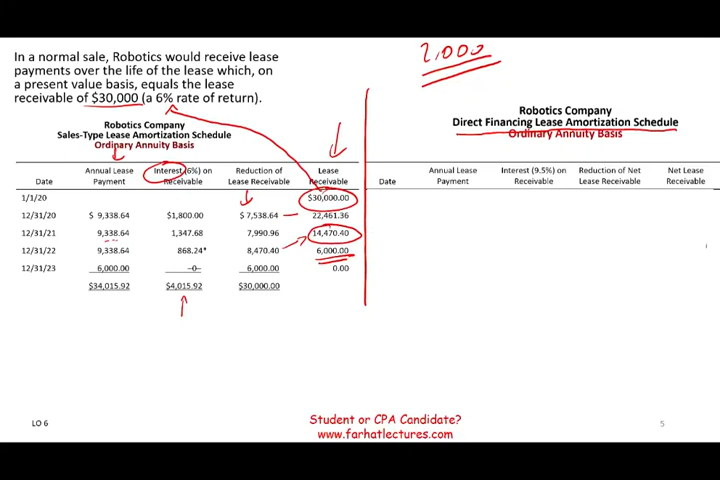 2,000
In a normal sale, Robotics would receive lease
payments over the life of the lease which, on
a present value basis, equals the lease
receivable of $30,000 (a 6% rate of return).
Robotics Company
Sales-Type Lease Amortization Schedule
Ordinary Annuity Basis
Date Annual Lease Payment Interest (6%) on Receivable Reduction of Lease Receivable Lease Receivable
1/1/20 $30,000.00
12/31/20 $ 9,338.64 $1,800.00 $ 7,538.64 22,461.36
12/31/21 9,338.64 1,347.68 7,990.96 14,470.40
12/31/22 9,338.64 868.24* 8,470.40 6,000.00
12/31/23 6,000.00 -0- 6,000.00 0.00
$34,015.92 $4,015.92 $30,000.00
Robotics Company
Direct Financing Lease Amortization Schedule
Ordinary Annuity Basis
Date Annual Lease Payment Interest (9.5%) on Receivable Reduction of Net Lease Receivable Net Lease Receivable
LO 6
Student or CPA Candidate?
www.farhatlectures.com
5